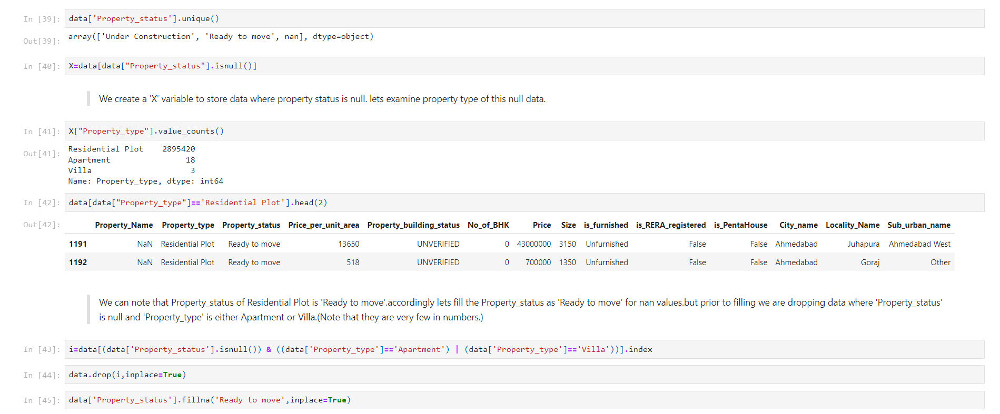 In [39]: data['Property_status'].unique()
Out[39]: array(['Under Construction', 'Ready to move', nan], dtype=object)
In [40]: X=data[data["Property_status"].isnull()]
We create a 'X' variable to store data where property status is null. lets examine property type of this null data.
In [41]: X["Property_type"].value_counts()
Out[41]: Residential Plot    2895420
Apartment                18
Villa                     3
Name: Property_type, dtype: int64
In [42]: data[data["Property_type"]=='Residential Plot'].head(2)
Out[42]: Property_Name Property_type Property_status Price_per_unit_area Property_building_status No_of_BHK Price Size is_furnished is_RERA_registered is_PentaHouse City_name Locality_Name Sub_urban_name
1191 NaN Residential Plot Ready to move 13650 UNVERIFIED 0 43000000 3150 Unfurnished False False Ahmedabad Juhapura Ahmedabad West
1192 NaN Residential Plot Ready to move 518 UNVERIFIED 0 700000 1350 Unfurnished False False Ahmedabad Goraj Other
We can note that Property_status of Residential Plot is 'Ready to move'.accordingly lets fill the Property_status as 'Ready to move' for nan values.but prior to filling we are dropping data where 'Property_status'
is null and 'Property_type' is either Apartment or Villa.(Note that they are very few in numbers.)
In [43]: i=data[(data['Property_status'].isnull()) & ((data['Property_type']=='Apartment') | (data['Property_type']=='Villa'))].index
In [44]: data.drop(i,inplace=True)
In [45]: data['Property_status'].fillna('Ready to move',inplace=True)